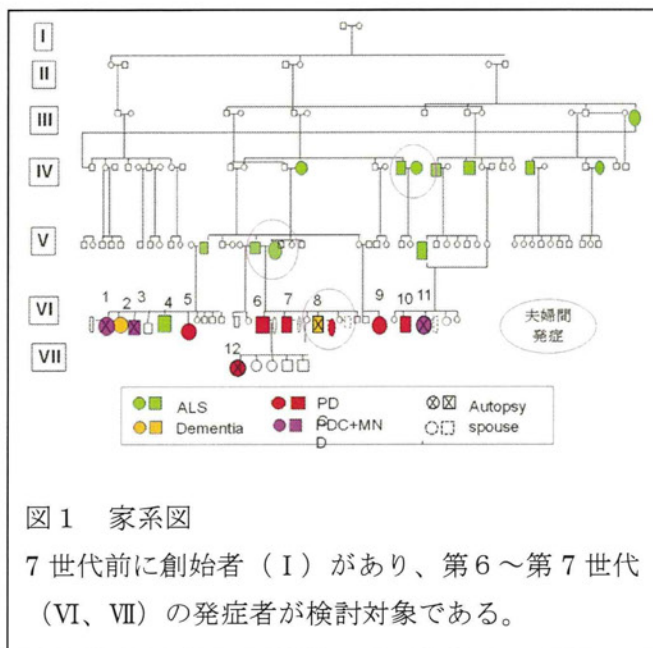 I
II
III
IV
V
VI
VII
1 2 3 4 5 6 7 8 9 10 11
12
夫婦間
発症
ALS PD Autopsy
Dementia PDC+MN spouse
C
D
図1 家系図
7世代前に創始者（Ⅰ）があり、第6～第7世代
（Ⅵ、Ⅶ）の発症者が検討対象である。